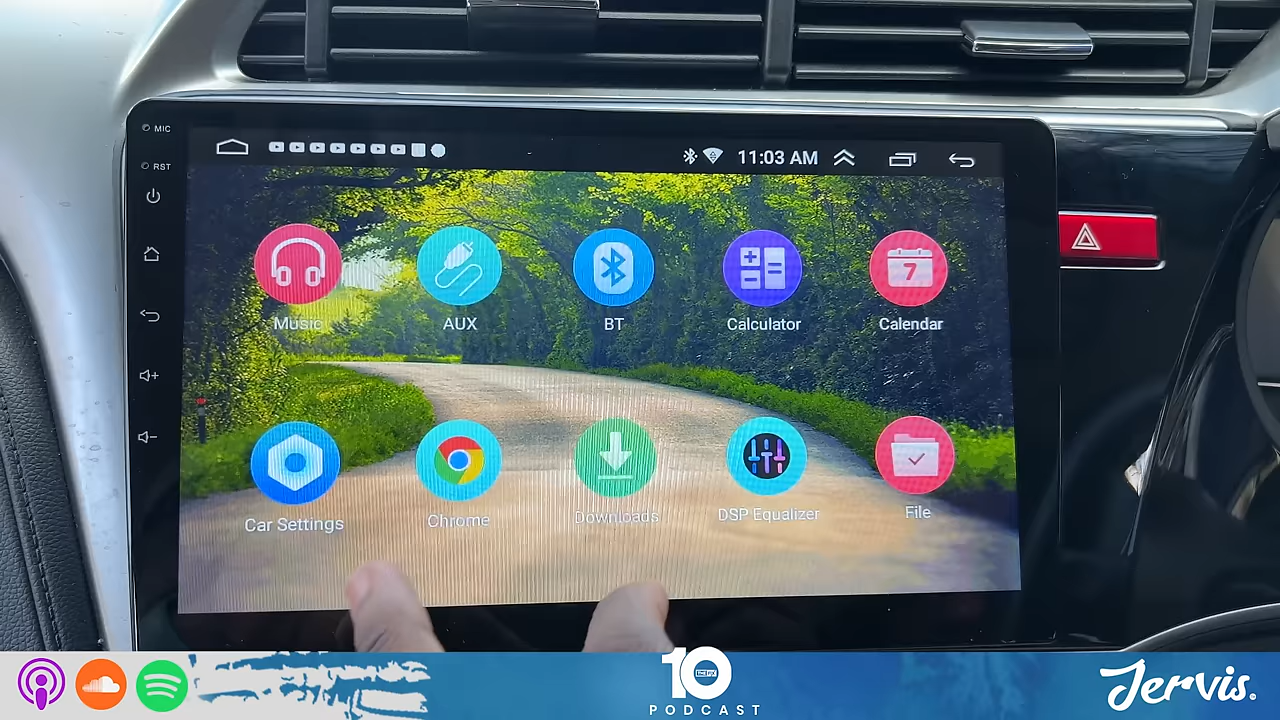 MIC
RST
11:03 AM
Music
AUX
BT
Calculator
7
Calendar
Car Settings
Chrome
Downloads
DSP Equalizer
File
10
PODCAST
Jervis.